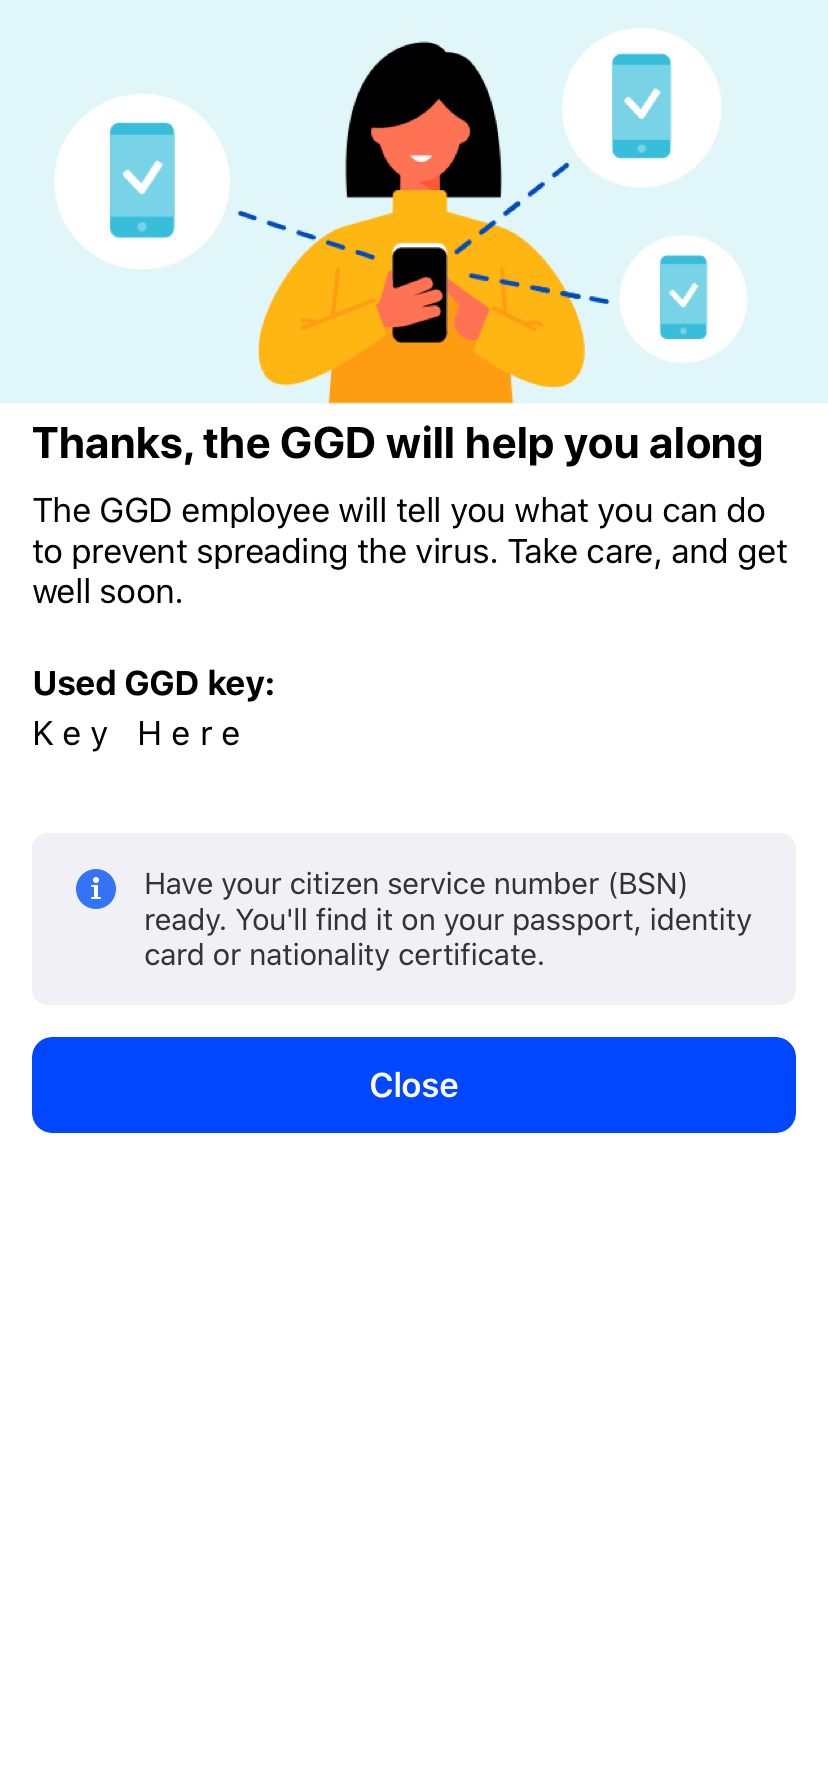 Thanks, the GGD will help you along
The GGD employee will tell you what you can do
to prevent spreading the virus. Take care, and get
well soon.
Used GGD key:
Key Here
Have your citizen service number (BSN)
ready. You'll find it on your passport, identity
card or nationality certificate.
Close